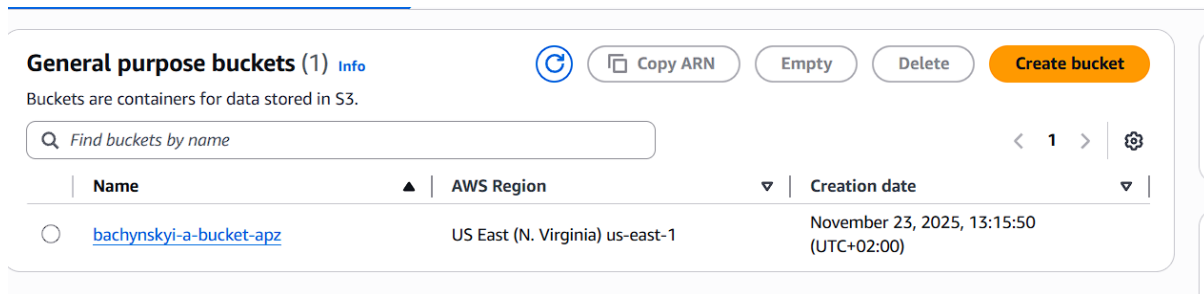 General purpose buckets (1) Info
Copy ARN
Empty
Delete
Create bucket
Buckets are containers for data stored in S3.
Find buckets by name
1
Name
AWS Region
Creation date
bachynskyi-a-bucket-apz
US East (N. Virginia) us-east-1
November 23, 2025, 13:15:50
(UTC+02:00)